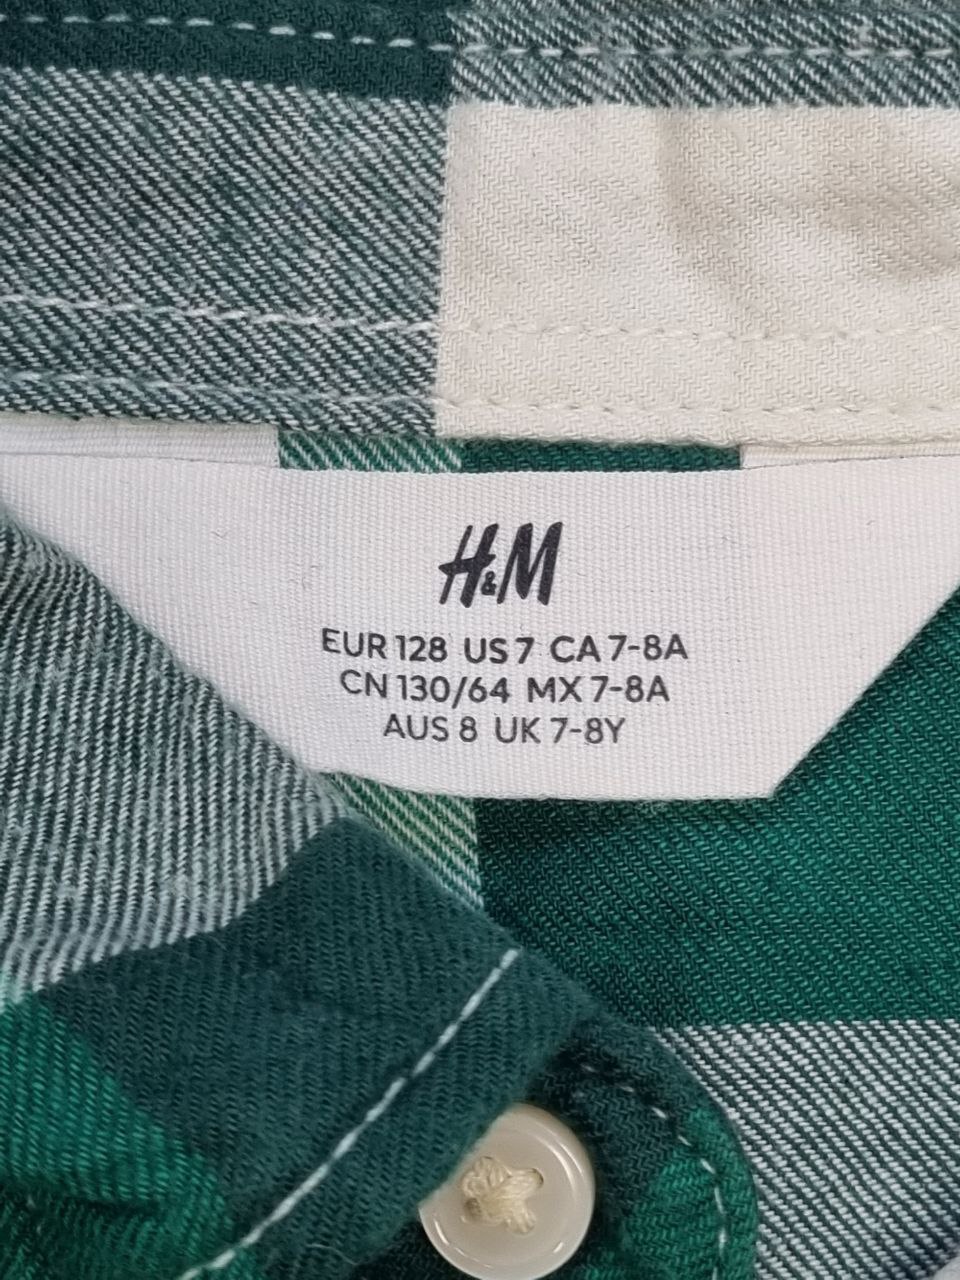 H&M
EUR 128 US 7 CA 7-8A
CN 130/64 MX 7-8A
AUS 8 UK 7-8Y